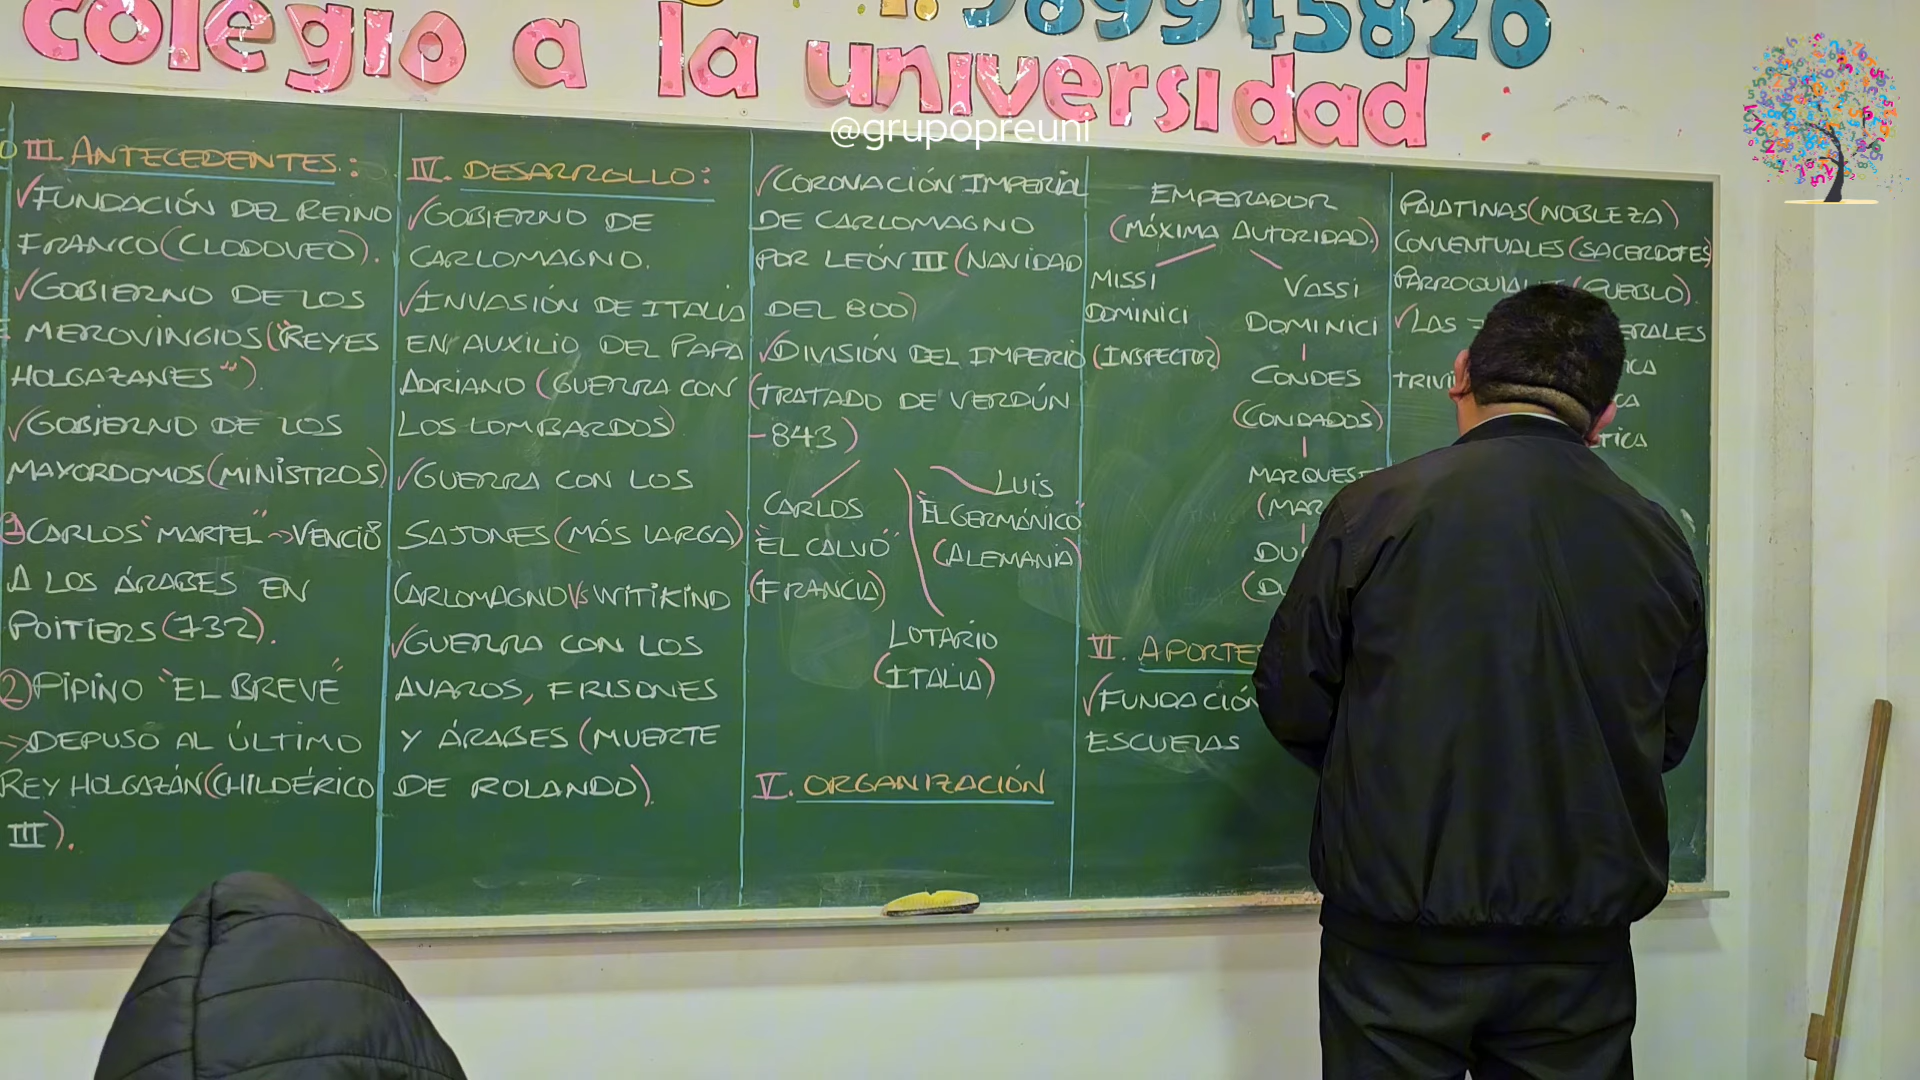 989975820
colegio a la universidad
@grupopreuni
III. ANTECEDENTES:
✓FUNDACIÓN DEL REINO
FRANCO (CLODOVEO).
✓GOBIERNO DE LOS
MEROVINGIOS ("REYES
HOLGAZANES").
✓GOBIERNO DE LOS
MAYORDOMOS (MINISTROS)
① CARLOS "MARTEL" → VENCIÓ
A LOS ÁRABES EN
POITIERS (732).
② PIPINO "EL BREVE"
→ DEPUSO AL ÚLTIMO
REY HOLGAZÁN (CHILDÉRICO
III).
IV. DESARROLLO:
✓GOBIERNO DE
CARLOMAGNO.
✓INVASIÓN DE ITALIA
EN AUXILIO DEL PAPA
ADRIANO (GUERRA CON
LOS LOMBARDOS)
✓GUERRA CON LOS
SAJONES (MÁS LARGA)
CARLOMAGNO Vs WITIKIND
✓GUERRA CON LOS
AVAROS, FRISONES
Y ÁRABES (MUERTE
DE ROLANDO).
✓CORONACIÓN IMPERIAL
DE CARLOMAGNO
POR LEÓN III (NAVIDAD
DEL 800)
✓DIVISIÓN DEL IMPERIO
(TRATADO DE VERDÚN
-843)
CARLOS
"EL CALVO"
(FRANCIA)
LUIS
"EL GERMÁNICO"
(ALEMANIA)
LOTARIO
(ITALIA)
V. ORGANIZACIÓN
EMPERADOR
(MÁXIMA AUTORIDAD.)
MISSI
DOMINICI
(INSPECTOR)
VASSI
DOMINICI
CONDES
(CONDADOS)
MARQUES
VI. APORTES
✓FUNDACIÓN
ESCUELAS
PALATINAS (NOBLEZA)
CONVENTUALES (SACERDOTES)
(PUEBLO).
✓LAS